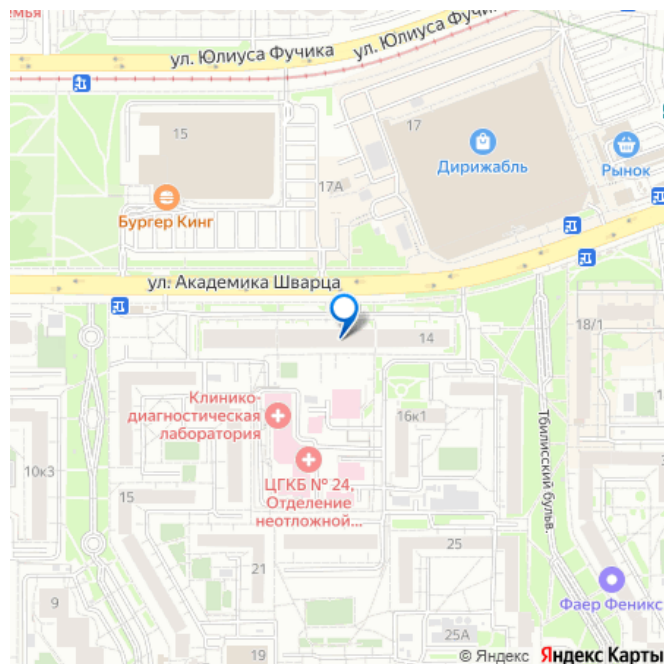 емья
ул. Юлиуса Фучика
ул. Юлиуса Фучика
15
17
Дирижабль
Рынок
17А
Бургер Кинг
ул. Академика Шварца
14
18/1
Клинико-
диагностическая
лаборатория
16к1
Тбилисский бульв.
ЦГКБ № 24,
Отделение
неотложной...
10к3
15
25
21
Фаер Феникс
9
25А
19
© Яндекс Яндекс Карты